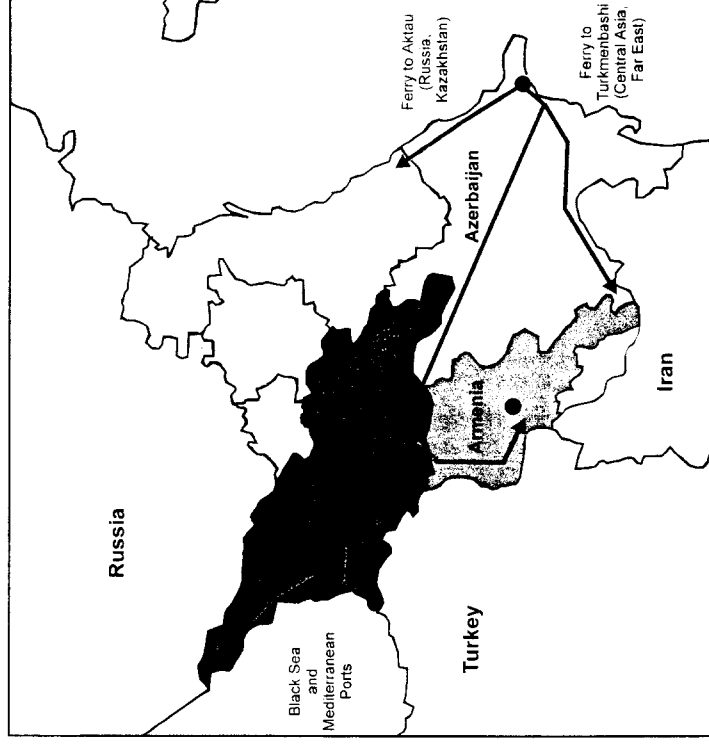 Russia
Black Sea
and
Mediterranean
Ports
Turkey
Armenia
Azerbaijan
Iran
Ferry to Aktau
(Russia,
Kazakhstan)
Ferry to
Turkmenbashi
(Central Asia,
Far East)